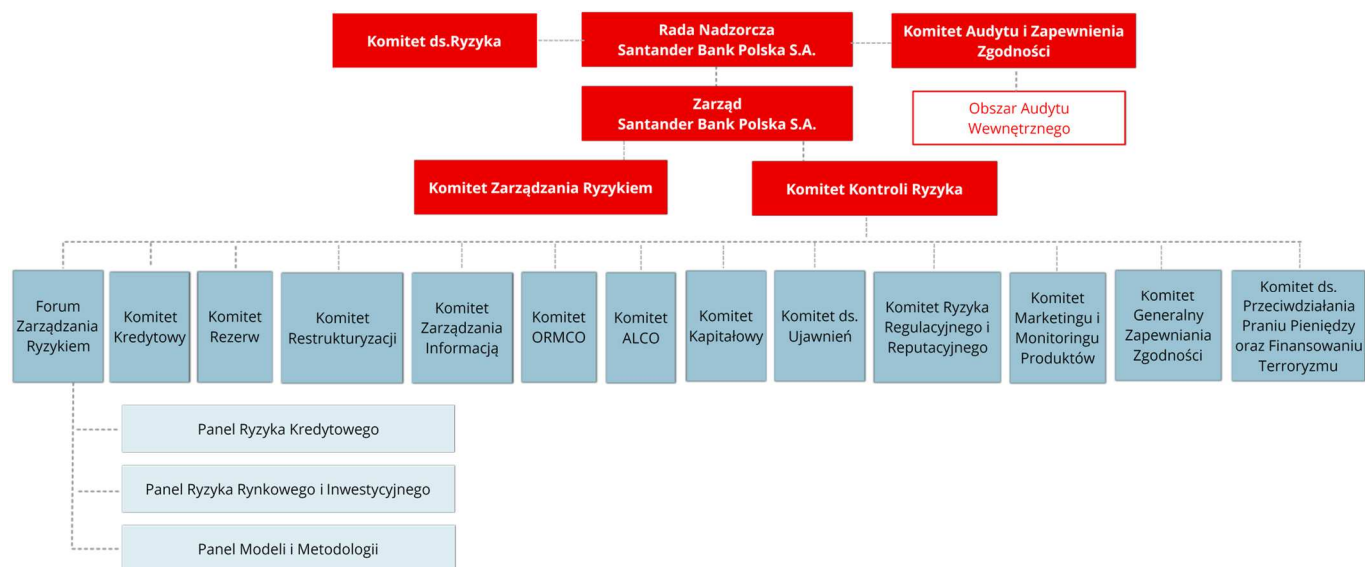 Komitet ds.Ryzyka
Rada Nadzorcza
Santander Bank Polska S.A.
Komitet Audytu i Zapewnienia
Zgodności
Zarząd
Santander Bank Polska S.A.
Obszar Audytu
Wewnętrznego
Komitet Zarządzania Ryzykiem
Komitet Kontroli Ryzyka
Forum
Zarządzania
Ryzykiem
Komitet
Kredytowy
Komitet
Rezerw
Komitet
Restrukturyzacji
Komitet
Zarządzania
Informacją
Komitet
ORMCO
Komitet
ALCO
Komitet
Kapitałowy
Komitet ds.
Ujawnień
Komitet Ryzyka
Regulacyjnego i
Reputacyjnego
Komitet
Marketingu i
Monitoringu
Produktów
Komitet
Generalny
Zapewniania
Zgodności
Komitet ds.
Przeciwdziałania
Praniu Pieniędzy
oraz Finansowaniu
Terroryzmu
Panel Ryzyka Kredytowego
Panel Ryzyka Rynkowego i Inwestycyjnego
Panel Modeli i Metodologii